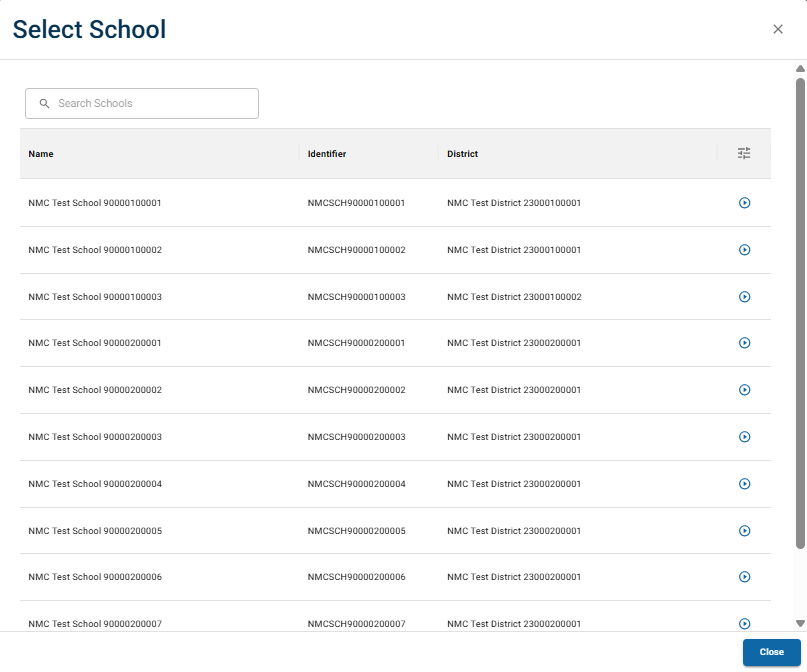 Select School
Search Schools
Name Identifier District
NMC Test School 90000100001 NMCSCH90000100001 NMC Test District 23000100001
NMC Test School 90000100002 NMCSCH90000100002 NMC Test District 23000100001
NMC Test School 90000100003 NMCSCH90000100003 NMC Test District 23000100002
NMC Test School 90000200001 NMCSCH90000200001 NMC Test District 23000200001
NMC Test School 90000200002 NMCSCH90000200002 NMC Test District 23000200001
NMC Test School 90000200003 NMCSCH90000200003 NMC Test District 23000200001
NMC Test School 90000200004 NMCSCH90000200004 NMC Test District 23000200001
NMC Test School 90000200005 NMCSCH90000200005 NMC Test District 23000200001
NMC Test School 90000200006 NMCSCH90000200006 NMC Test District 23000200001
NMC Test School 90000200007 NMCSCH90000200007 NMC Test District 23000200001
Close